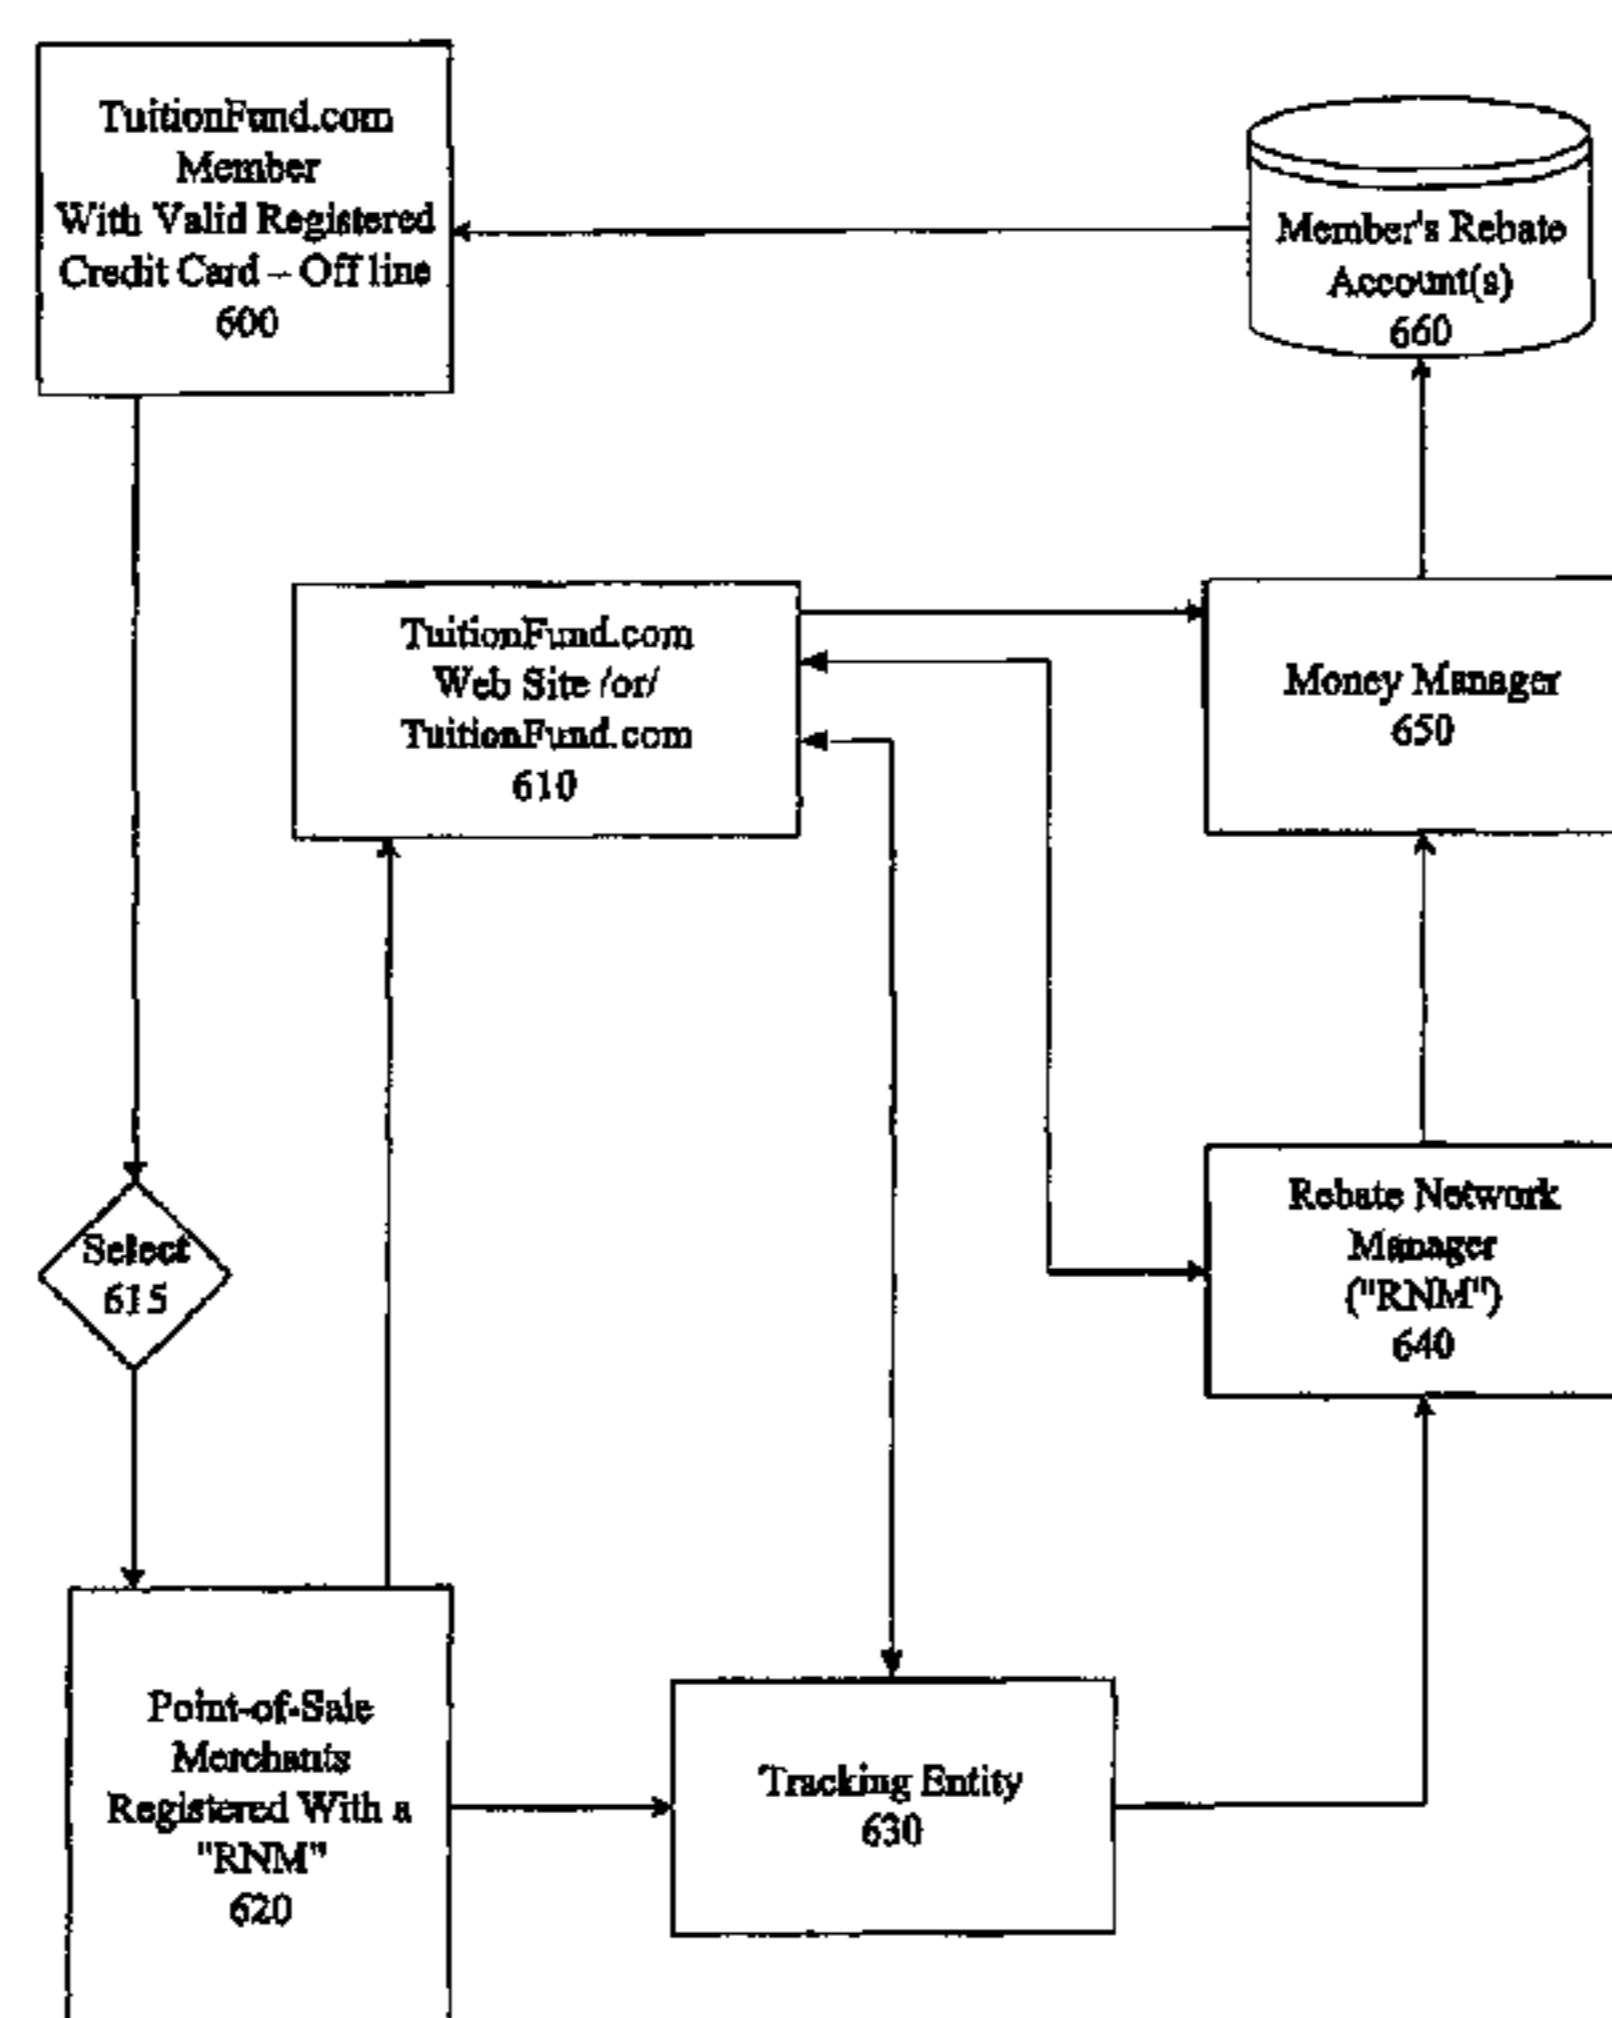 TuitionFund.com
Member
With Valid Registered
Credit Card – Off line
600
Member's Rebate
Account(s)
660
TuitionFund.com
Web Site /or/
TuitionFund.com
610
Money Manager
650
Select
615
Rebate Network
Manager
("RNM")
640
Point-of-Sale
Merchants
Registered With a
"RNM"
620
Tracking Entity
630